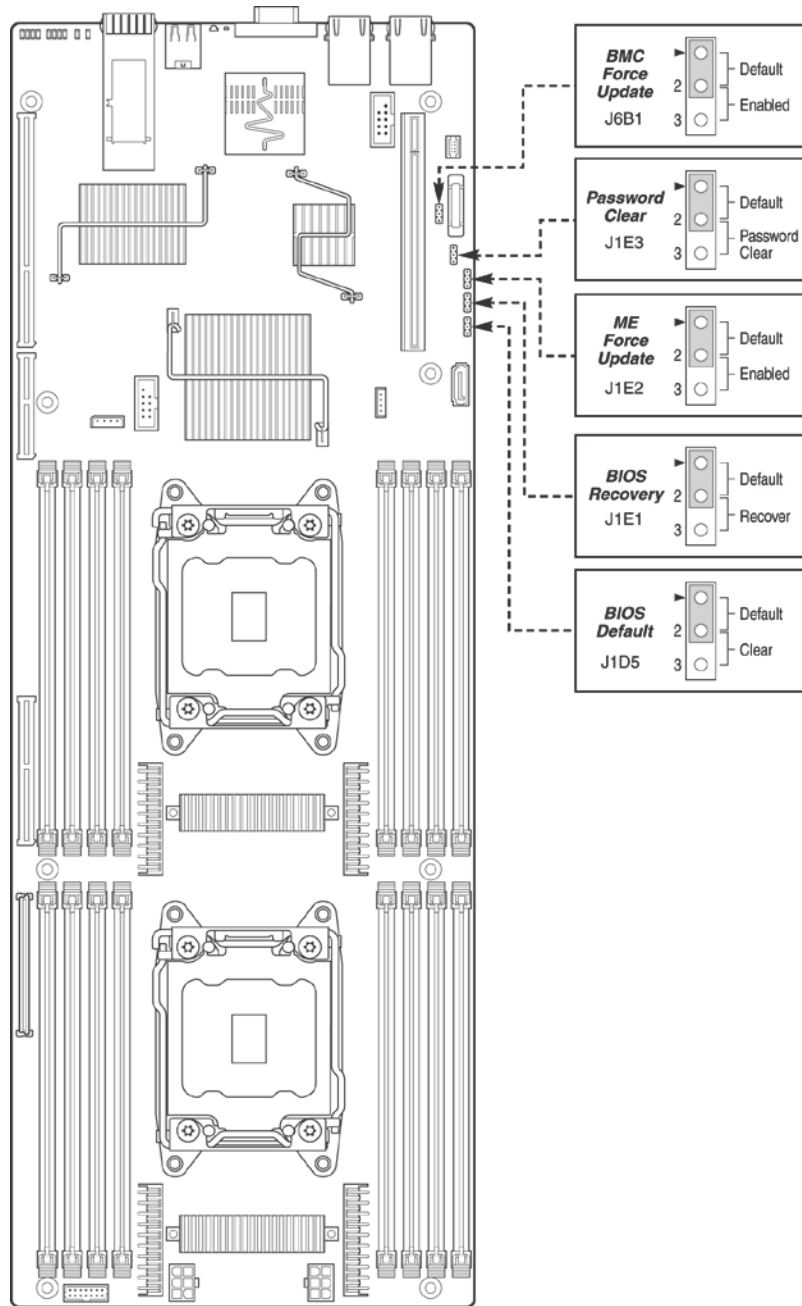 BMC
Force
Update
J6B1
2
3
Default
Enabled
Password
Clear
J1E3
2
3
Default
Password
Clear
ME
Force
Update
J1E2
2
3
Default
Enabled
BIOS
Recovery
J1E1
2
3
Default
Recover
BIOS
Default
J1D5
2
3
Default
Clear